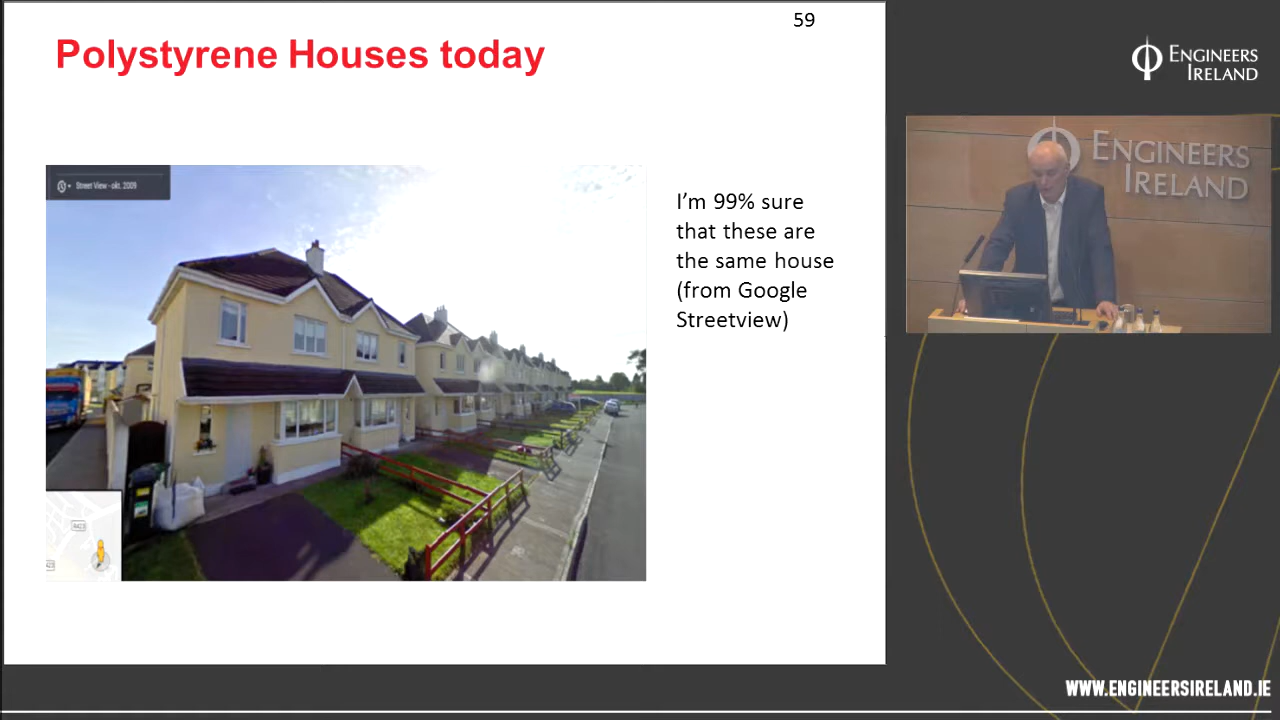 59
Polystyrene Houses today
Street View - okt. 2009
I'm 99% sure
that these are
the same house
(from Google
Streetview)
ENGINEERS
IRELAND
ENGINEERS
IRELAND
WWW.ENGINEERSIRELAND.IE